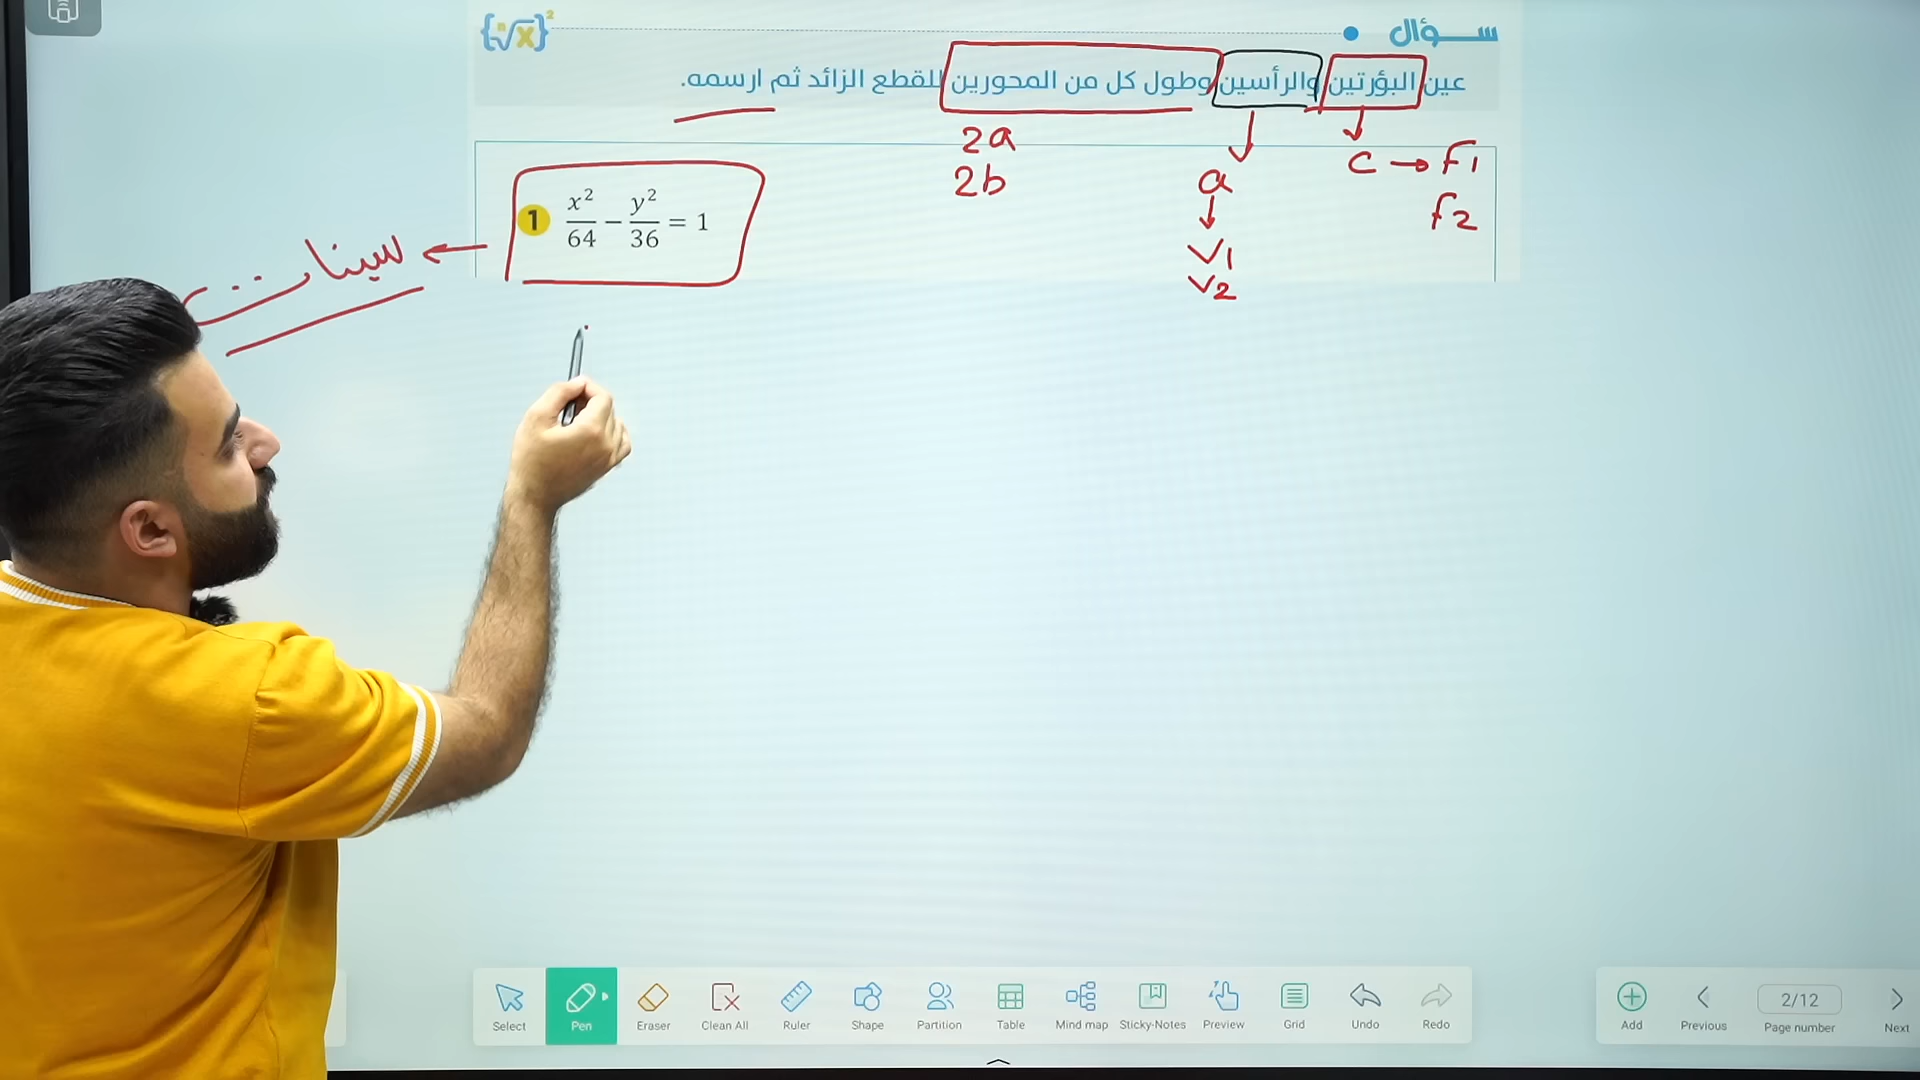 {ⁿ√x}²
سـؤال
عين البؤرتين والرأسين وطول كل من المحورين للقطع الزائد ثم ارسمه.
2a
2b
a
V1
V2
c → F1
F2
1 x²/64 − y²/36 = 1
← سينات
Select
Pen
Eraser
Clean All
Ruler
Shape
Partition
Table
Mind map
Sticky-Notes
Preview
Grid
Undo
Redo
Add
Previous
2/12
Page number
Next